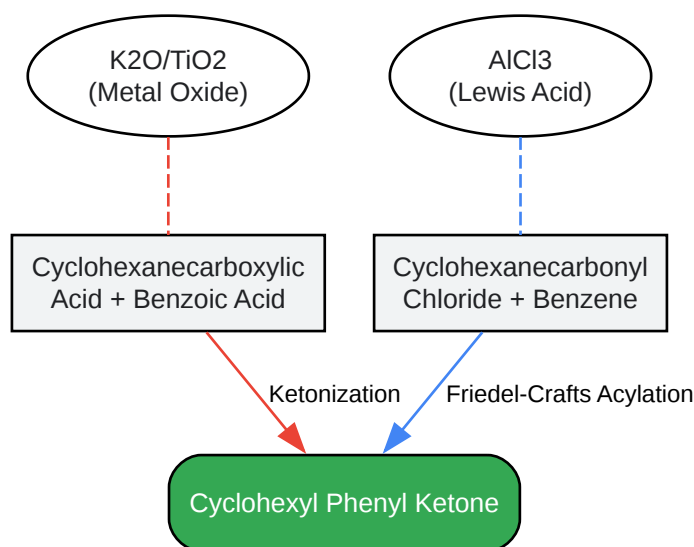 K2O/TiO2
(Metal Oxide)
AlCl3
(Lewis Acid)
Cyclohexanecarboxylic
Acid + Benzoic Acid
Cyclohexanecarbonyl
Chloride + Benzene
Ketonization
Friedel-Crafts Acylation
Cyclohexyl Phenyl Ketone